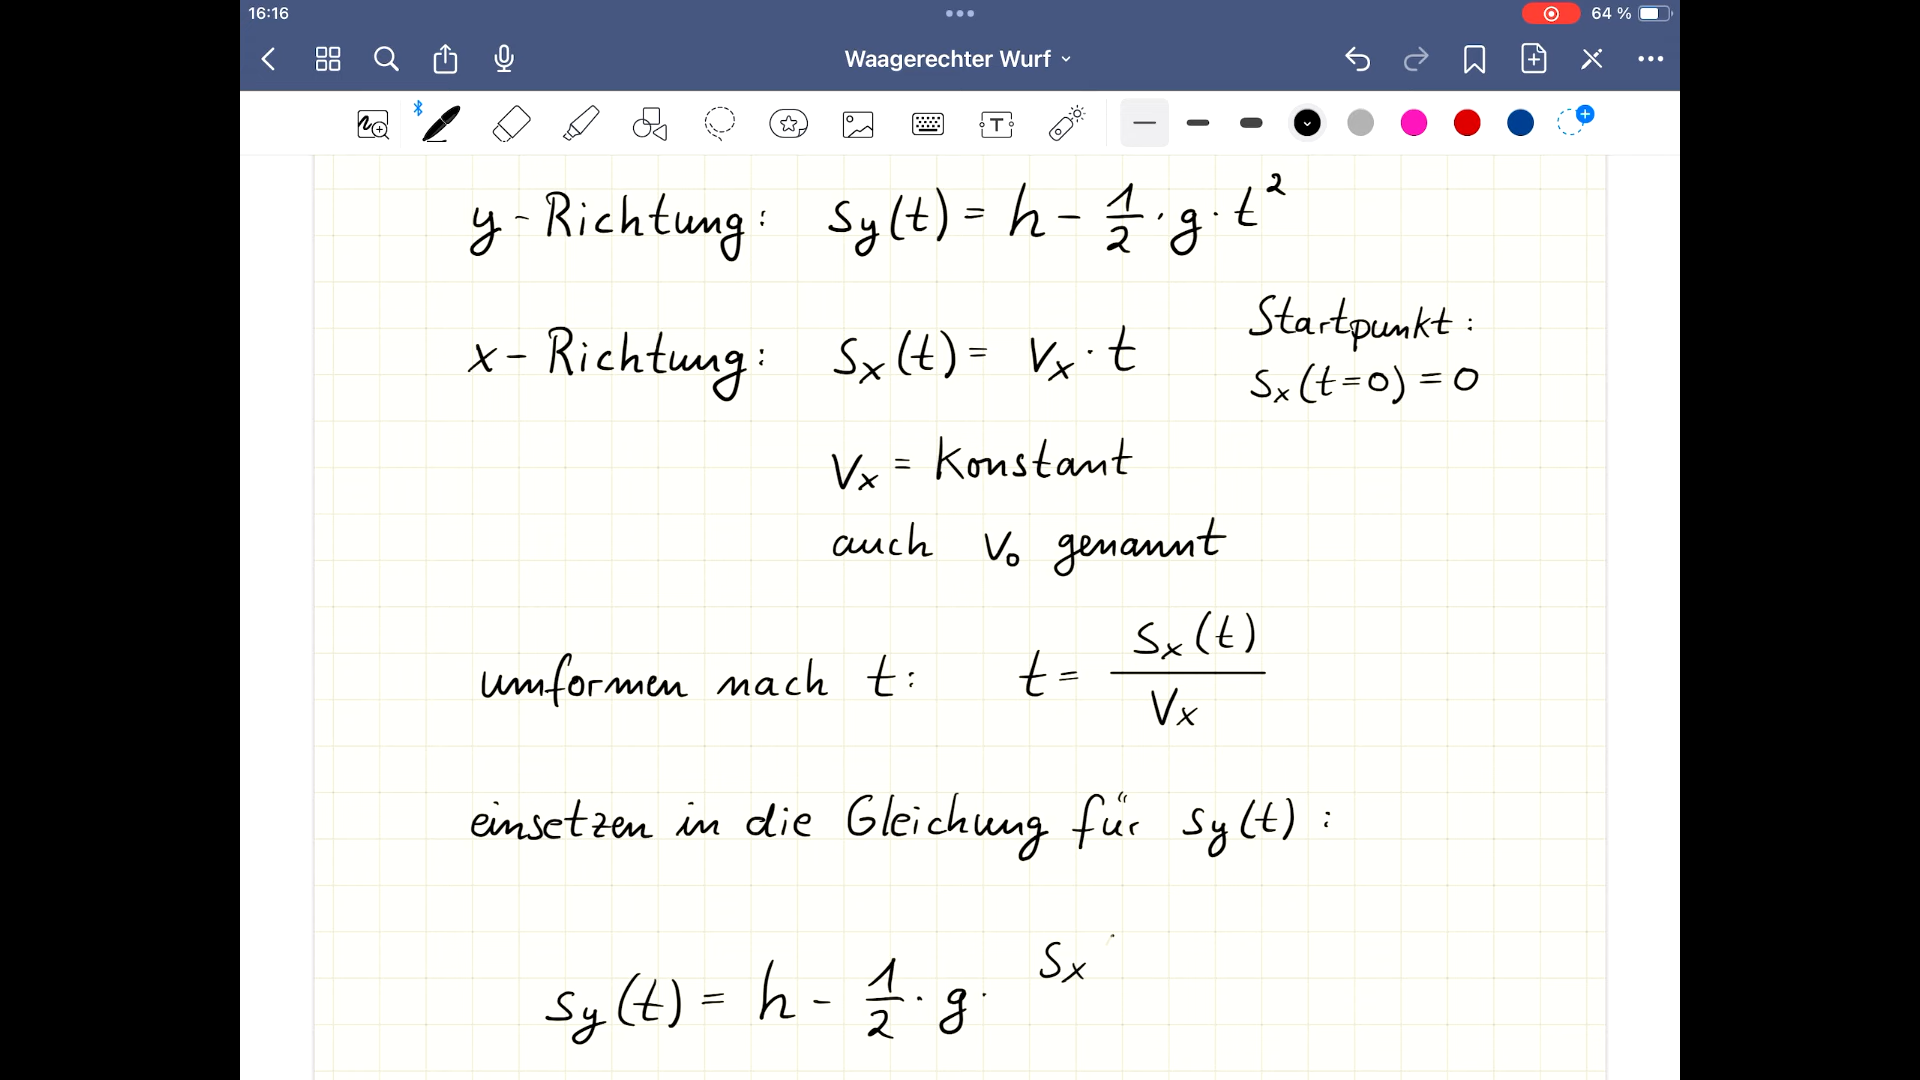 16:16
64 %
Waagerechter Wurf
T
y-Richtung: sy(t) = h - 1/2 · g · t²
x-Richtung: Sx(t) = Vx · t
Startpunkt:
Sx(t=0) = 0
Vx = Konstant
auch V₀ genannt
umformen nach t: t = Sx(t)/Vx
einsetzen in die Gleichung für sy(t):
sy(t) = h - 1/2 · g · Sx